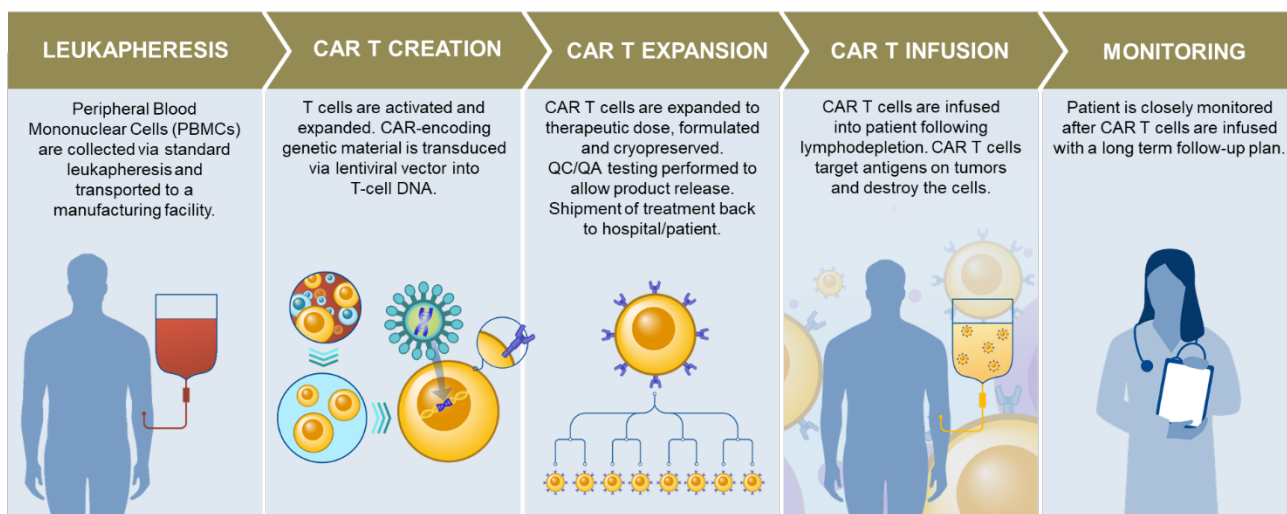 LEUKAPHERESIS
Peripheral Blood
Mononuclear Cells (PBMCs)
are collected via standard
leukapheresis and
transported to a
manufacturing facility.
CAR T CREATION
T cells are activated and
expanded. CAR-encoding
genetic material is transduced
via lentiviral vector into
T-cell DNA.
CAR T EXPANSION
CAR T cells are expanded to
therapeutic dose, formulated
and cryopreserved.
QC/QA testing performed to
allow product release.
Shipment of treatment back
to hospital/patient.
CAR T INFUSION
CAR T cells are infused
into patient following
lymphodepletion. CAR T cells
target antigens on tumors
and destroy the cells.
MONITORING
Patient is closely monitored
after CAR T cells are infused
with a long term follow-up plan.